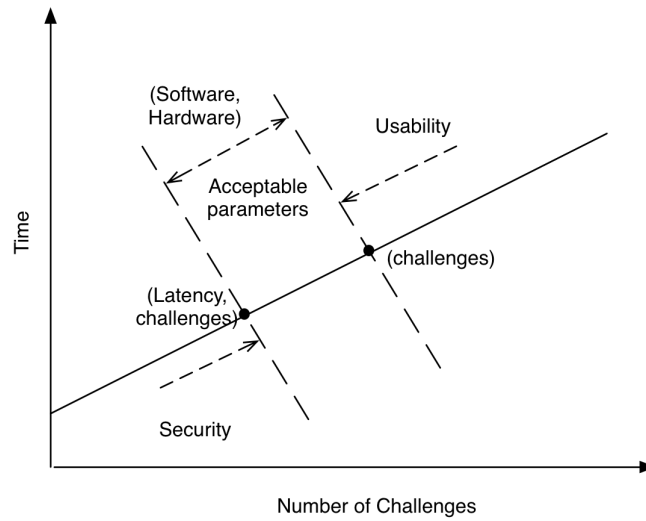 (Software,
Hardware)
Usability
Acceptable
parameters
Time
(challenges)
(Latency,
challenges)
Security
Number of Challenges